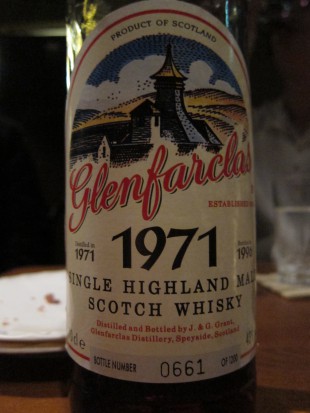 PRODUCT OF SCOTLAND
Glenfarclas
ESTABLISHED
Distilled in
1971
1971
Bottled in
SINGLE HIGHLAND MALT
SCOTCH WHISKY
Distilled and Bottled by J. & G. Grant,
Glenfarclas Distillery, Speyside, Scotland
BOTTLE NUMBER 0661 OF 1200